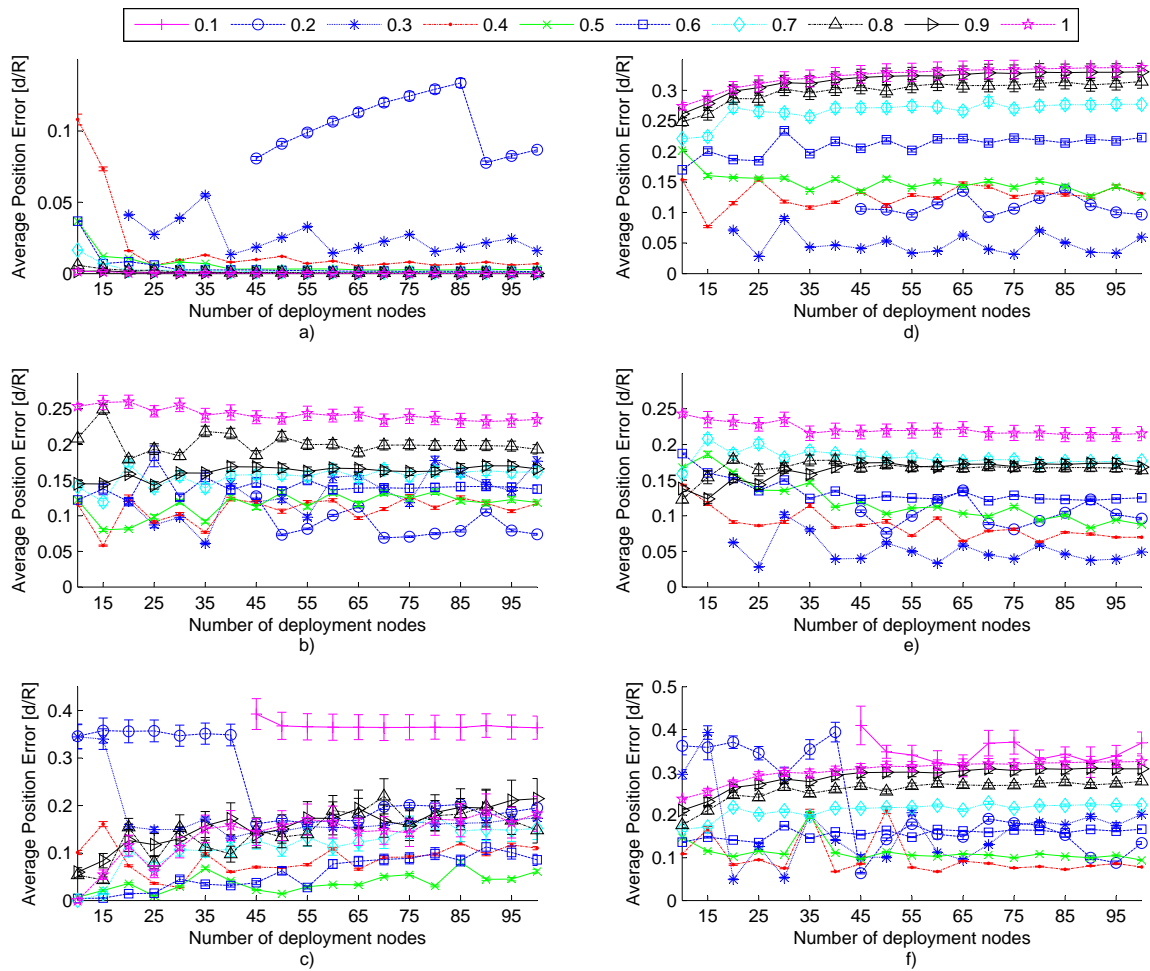 0.1 0.2 0.3 0.4 0.5 0.6 0.7 0.8 0.9 1
Average Position Error [d/R]
0.1
0.05
0
15 25 35 45 55 65 75 85 95
Number of deployment nodes
a)
Average Position Error [d/R]
0.3
0.25
0.2
0.15
0.1
0.05
0
15 25 35 45 55 65 75 85 95
Number of deployment nodes
d)
Average Position Error [d/R]
0.25
0.2
0.15
0.1
0.05
0
15 25 35 45 55 65 75 85 95
Number of deployment nodes
b)
Average Position Error [d/R]
0.25
0.2
0.15
0.1
0.05
0
15 25 35 45 55 65 75 85 95
Number of deployment nodes
e)
Average Position Error [d/R]
0.4
0.3
0.2
0.1
0
15 25 35 45 55 65 75 85 95
Number of deployment nodes
c)
Average Position Error [d/R]
0.5
0.4
0.3
0.2
0.1
0
15 25 35 45 55 65 75 85 95
Number of deployment nodes
f)